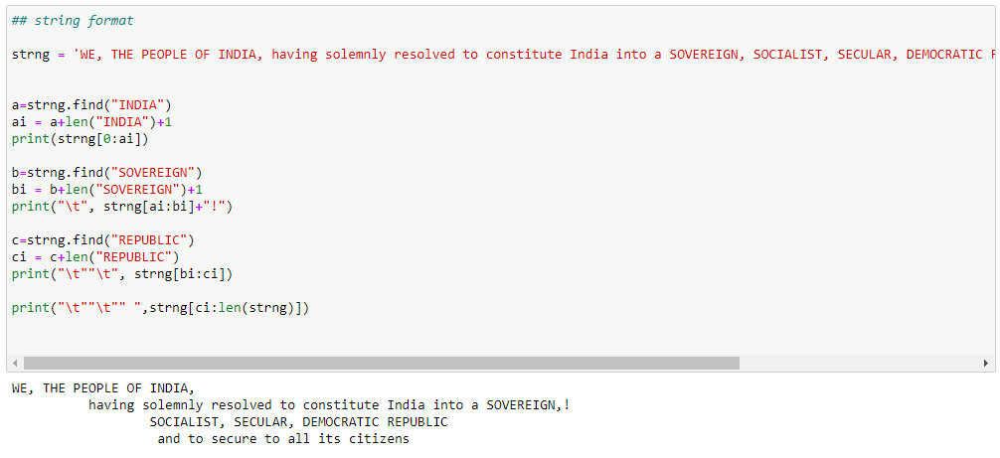 ## string format
strng = 'WE, THE PEOPLE OF INDIA, having solemnly resolved to constitute India into a SOVEREIGN, SOCIALIST, SECULAR, DEMOCRATIC
a=strng.find("INDIA")
ai = a+len("INDIA")+1
print(strng[0:ai])
b=strng.find("SOVEREIGN")
bi = b+len("SOVEREIGN")+1
print("\t", strng[ai:bi]+"!")
c=strng.find("REPUBLIC")
ci = c+len("REPUBLIC")
print("\t""\t", strng[bi:ci])
print("\t""\t"" ",strng[ci:len(strng)])
WE, THE PEOPLE OF INDIA,
having solemnly resolved to constitute India into a SOVEREIGN,!
SOCIALIST, SECULAR, DEMOCRATIC REPUBLIC
and to secure to all its citizens